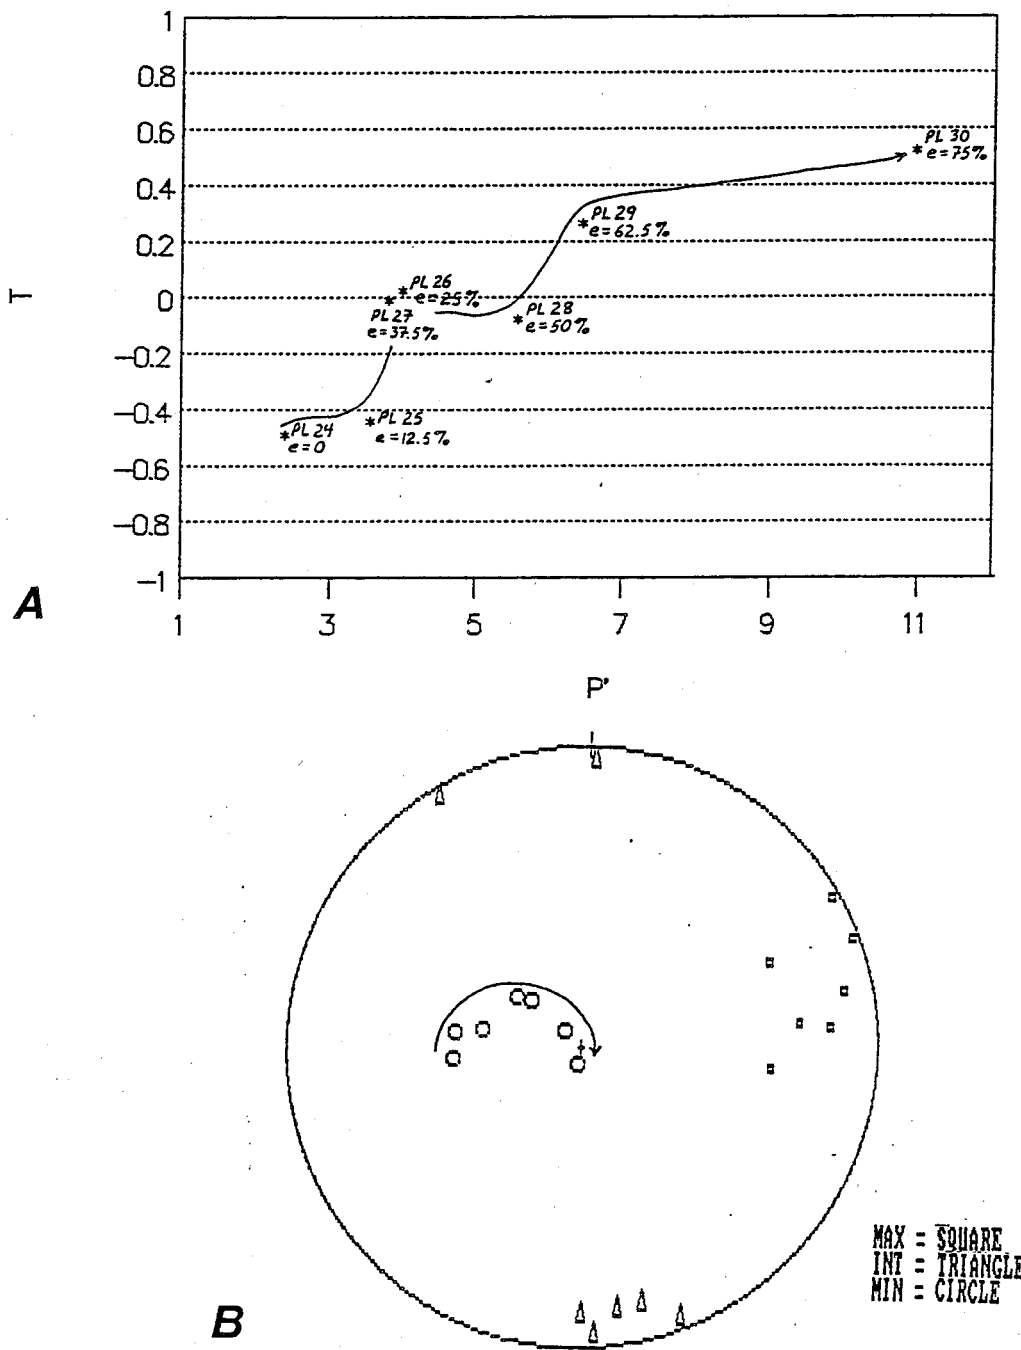 1
0.8
0.6
PL 30
e=75%
0.4
PL 29
e=62.5%
0.2
PL 26
e=25%
0
T
PL 27
e=37.5%
PL 28
e=50%
-0.2
-0.4
PL 24
e=0
PL 25
e=12.5%
-0.6
-0.8
-1
A
1 3 5 7 9 11
P'
MAX = SQUARE
INT = TRIANGLE
MIN = CIRCLE
B